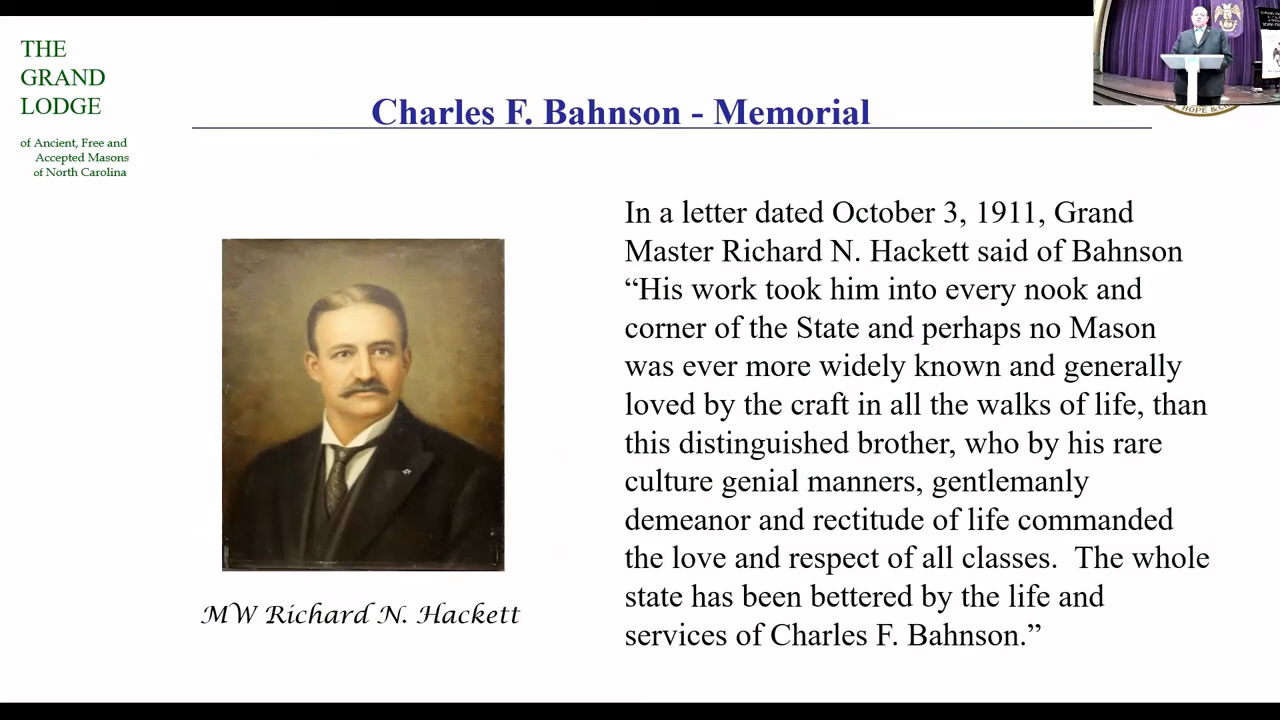 THE
GRAND
LODGE
of Ancient, Free and
Accepted Masons
of North Carolina
Charles F. Bahnson - Memorial
HOPE &
In a letter dated October 3, 1911, Grand
Master Richard N. Hackett said of Bahnson
“His work took him into every nook and
corner of the State and perhaps no Mason
was ever more widely known and generally
loved by the craft in all the walks of life, than
this distinguished brother, who by his rare
culture genial manners, gentlemanly
demeanor and rectitude of life commanded
the love and respect of all classes.  The whole
state has been bettered by the life and
services of Charles F. Bahnson.”
MW Richard N. Hackett